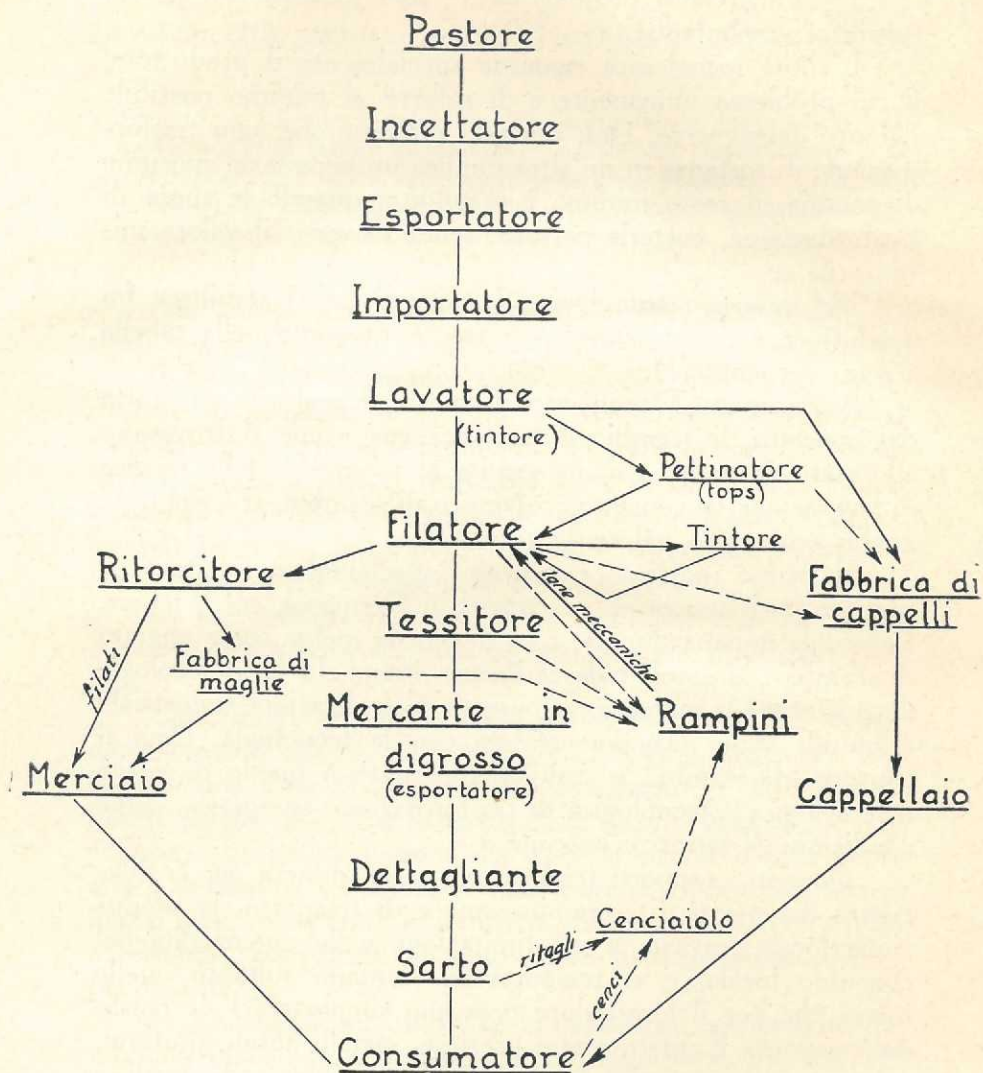 Pastore
Incettatore
Esportatore
Importatore
Lavatore
(tintore)
Pettinatore
(tops)
Filatore
Tintore
Ritorcitore
Fabbrica di
cappelli
lane meccaniche
Tessitore
filati
Fabbrica di
maglie
Mercante in
digrosso
(esportatore)
Rampini
Merciaio
Cappellaio
Dettagliante
Cenciaiolo
ritagli
Sarto
cenci
Consumatore